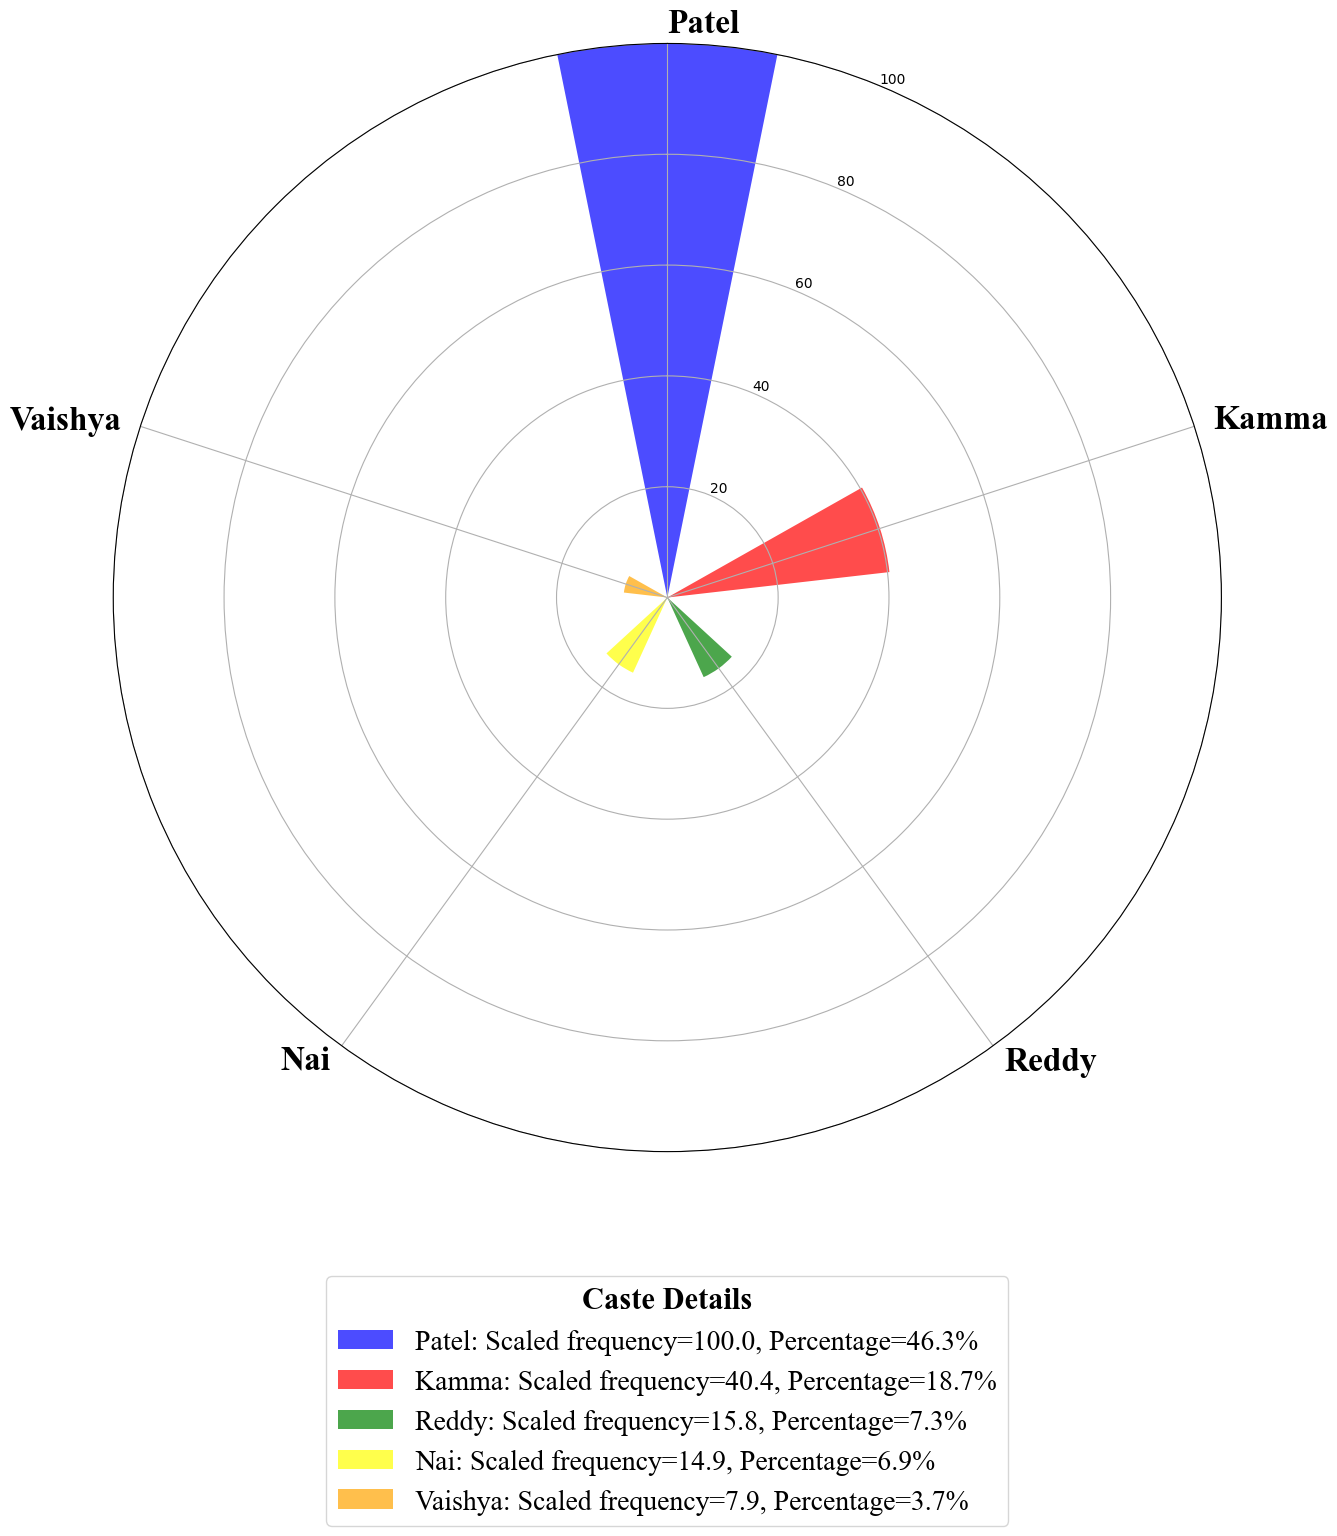 Patel
100
80
60
40
20
Vaishya
Kamma
Nai
Reddy
Caste Details
Patel: Scaled frequency=100.0, Percentage=46.3%
Kamma: Scaled frequency=40.4, Percentage=18.7%
Reddy: Scaled frequency=15.8, Percentage=7.3%
Nai: Scaled frequency=14.9, Percentage=6.9%
Vaishya: Scaled frequency=7.9, Percentage=3.7%